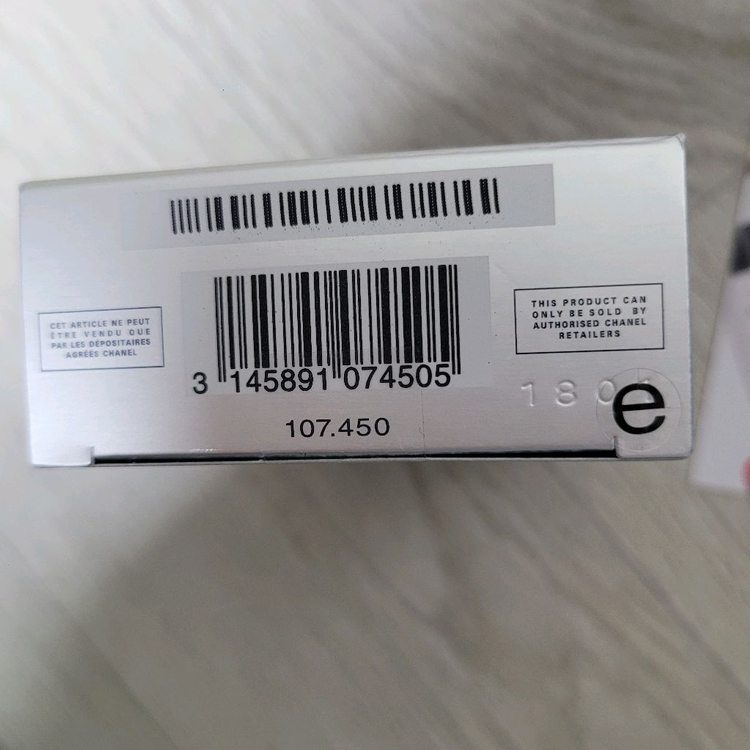 CET ARTICLE NE PEUT
ÊTRE VENDU QUE
PAR LES DÉPOSITAIRES
AGRÉÉS CHANEL
THIS PRODUCT CAN
ONLY BE SOLD BY
AUTHORISED CHANEL
RETAILERS
3 145891 074505
107.450
e